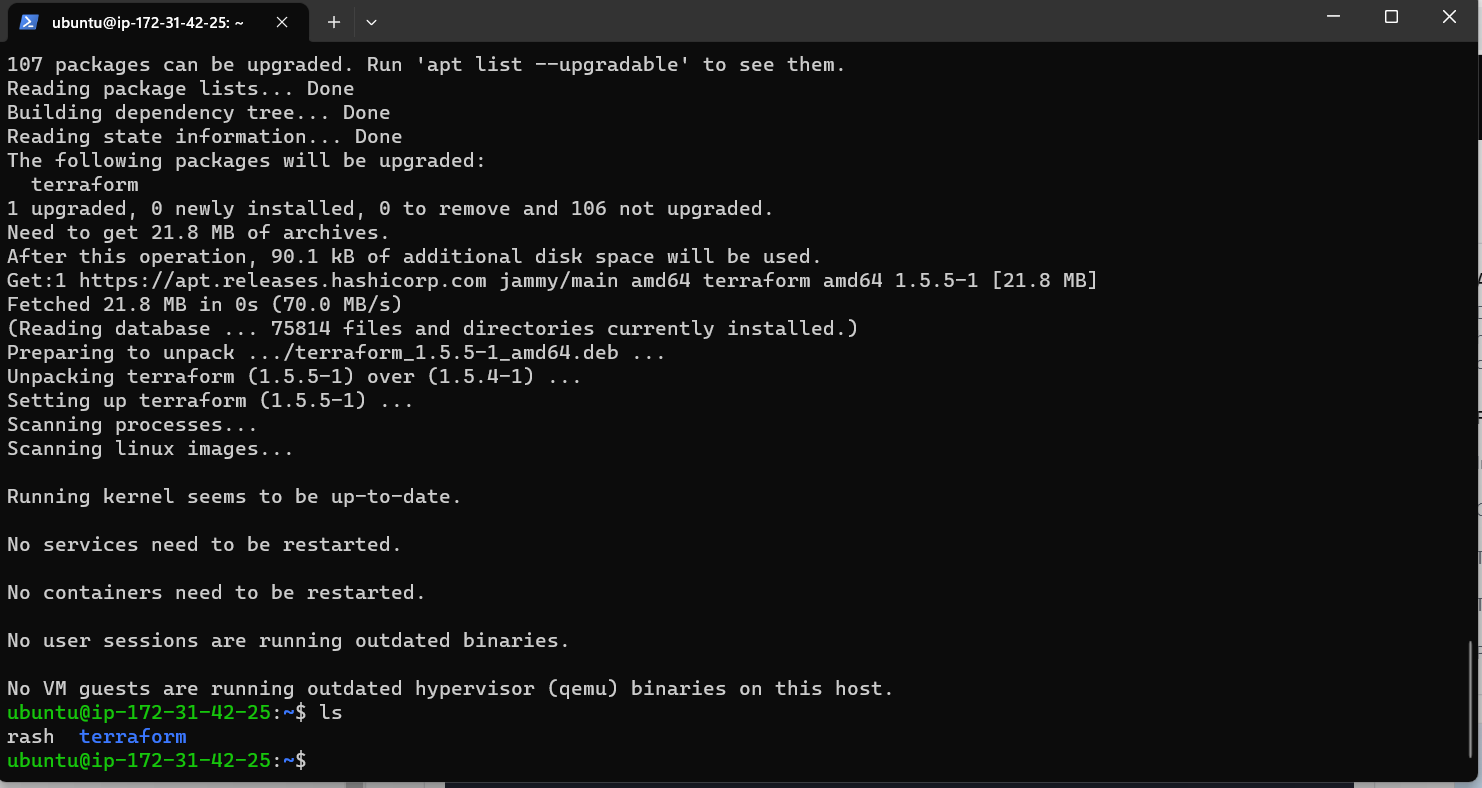 ubuntu@ip-172-31-42-25: ~
107 packages can be upgraded. Run 'apt list --upgradable' to see them.
Reading package lists... Done
Building dependency tree... Done
Reading state information... Done
The following packages will be upgraded:
  terraform
1 upgraded, 0 newly installed, 0 to remove and 106 not upgraded.
Need to get 21.8 MB of archives.
After this operation, 90.1 kB of additional disk space will be used.
Get:1 https://apt.releases.hashicorp.com jammy/main amd64 terraform amd64 1.5.5-1 [21.8 MB]
Fetched 21.8 MB in 0s (70.0 MB/s)
(Reading database ... 75814 files and directories currently installed.)
Preparing to unpack .../terraform_1.5.5-1_amd64.deb ...
Unpacking terraform (1.5.5-1) over (1.5.4-1) ...
Setting up terraform (1.5.5-1) ...
Scanning processes...
Scanning linux images...
Running kernel seems to be up-to-date.
No services need to be restarted.
No containers need to be restarted.
No user sessions are running outdated binaries.
No VM guests are running outdated hypervisor (qemu) binaries on this host.
ubuntu@ip-172-31-42-25:~$ ls
rash  terraform
ubuntu@ip-172-31-42-25:~$